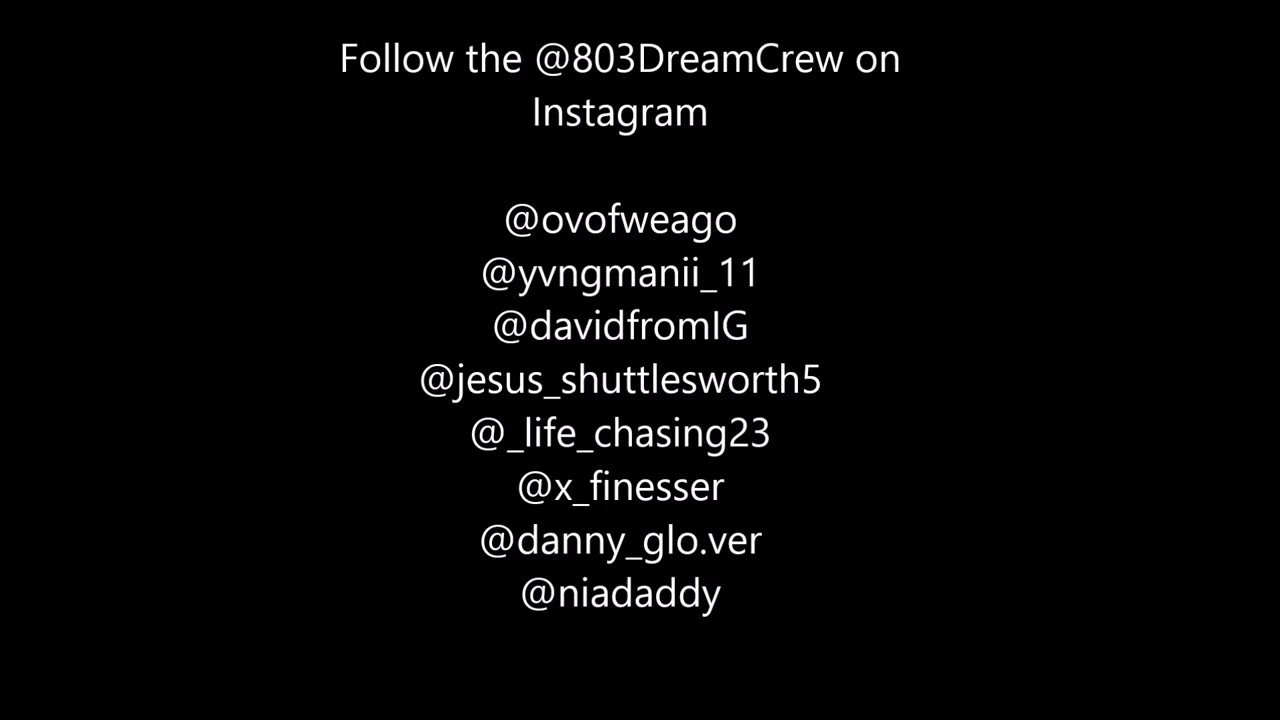 Follow the @803DreamCrew on
Instagram
@ovofweago
@yvngmanii_11
@davidfromIG
@jesus_shuttlesworth5
@_life_chasing23
@x_finesser
@danny_glo.ver
@niadaddy